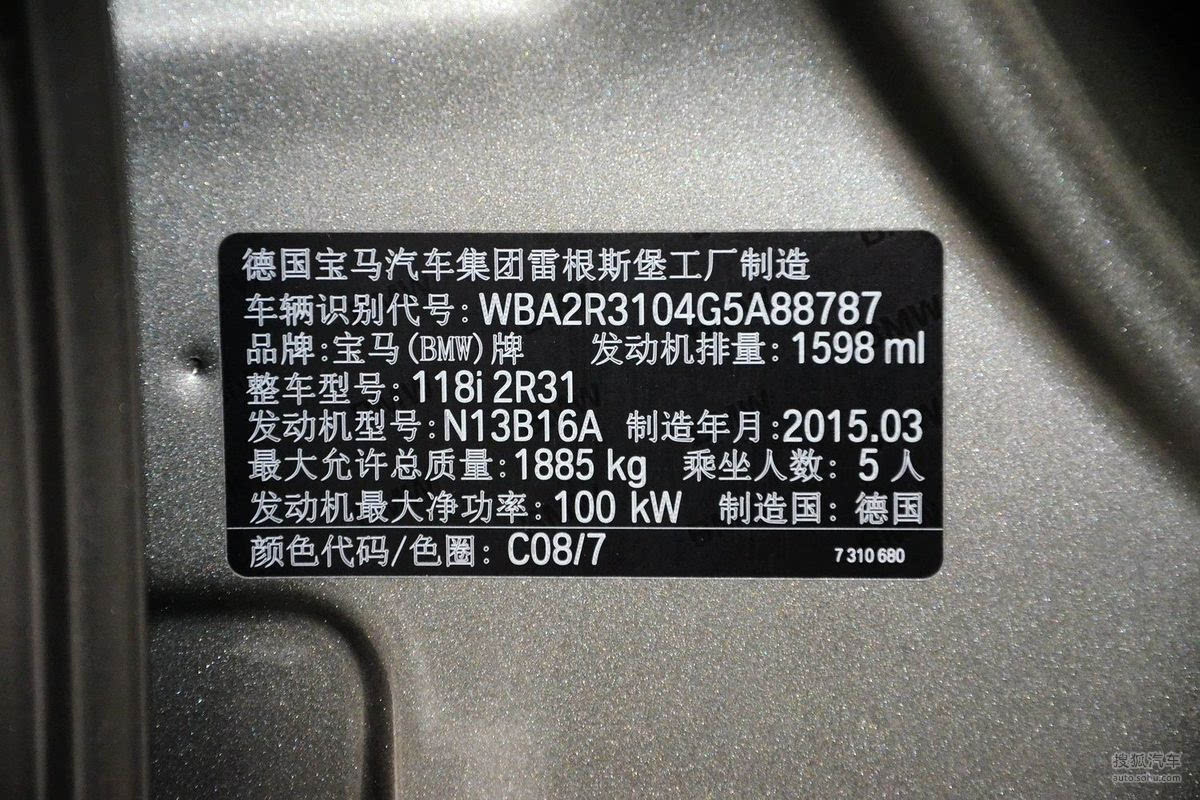 德国宝马汽车集团雷根斯堡工厂制造
车辆识别代号：WBA2R3104G5A88787
品牌：宝马(BMW)牌 发动机排量：1598 ml
整车型号：118i 2R31
发动机型号：N13B16A 制造年月：2015.03
最大允许总质量：1885 kg 乘坐人数：5 人
发动机最大净功率：100 kW 制造国：德国
颜色代码/色圈：C08/7 7 310 680
搜狐汽车
auto.sohu.com